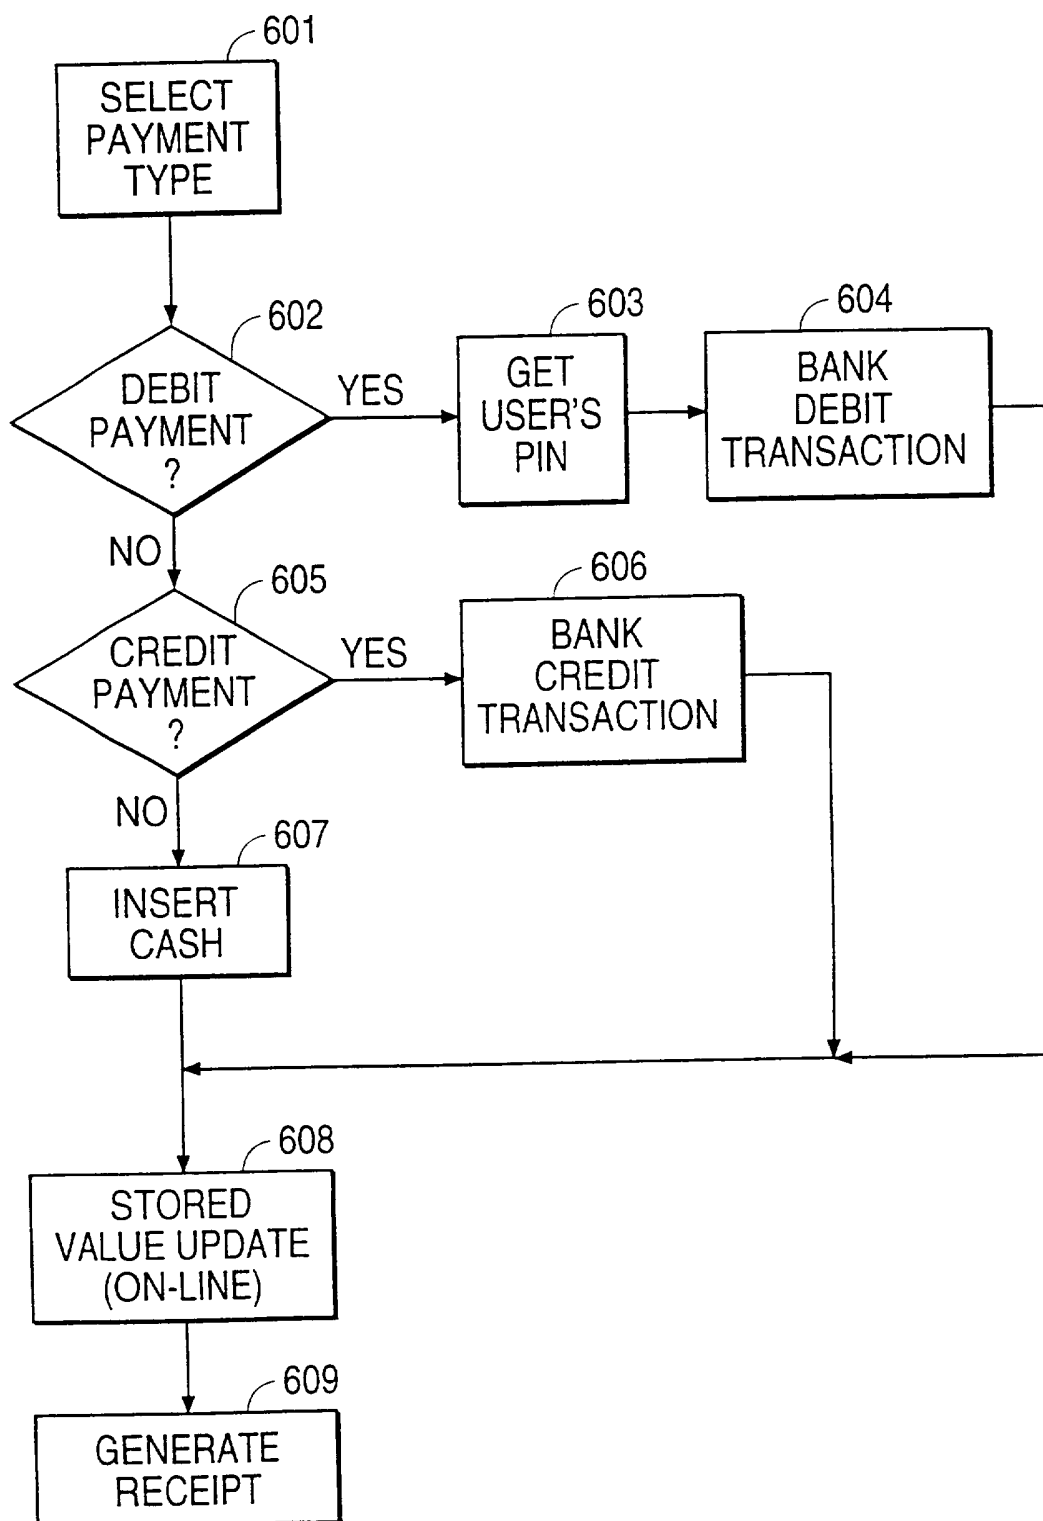 601
SELECT
PAYMENT
TYPE
602
DEBIT
PAYMENT
?
YES
603
GET
USER'S
PIN
604
BANK
DEBIT
TRANSACTION
NO
605
CREDIT
PAYMENT
?
YES
606
BANK
CREDIT
TRANSACTION
NO
607
INSERT
CASH
608
STORED
VALUE UPDATE
(ON-LINE)
609
GENERATE
RECEIPT